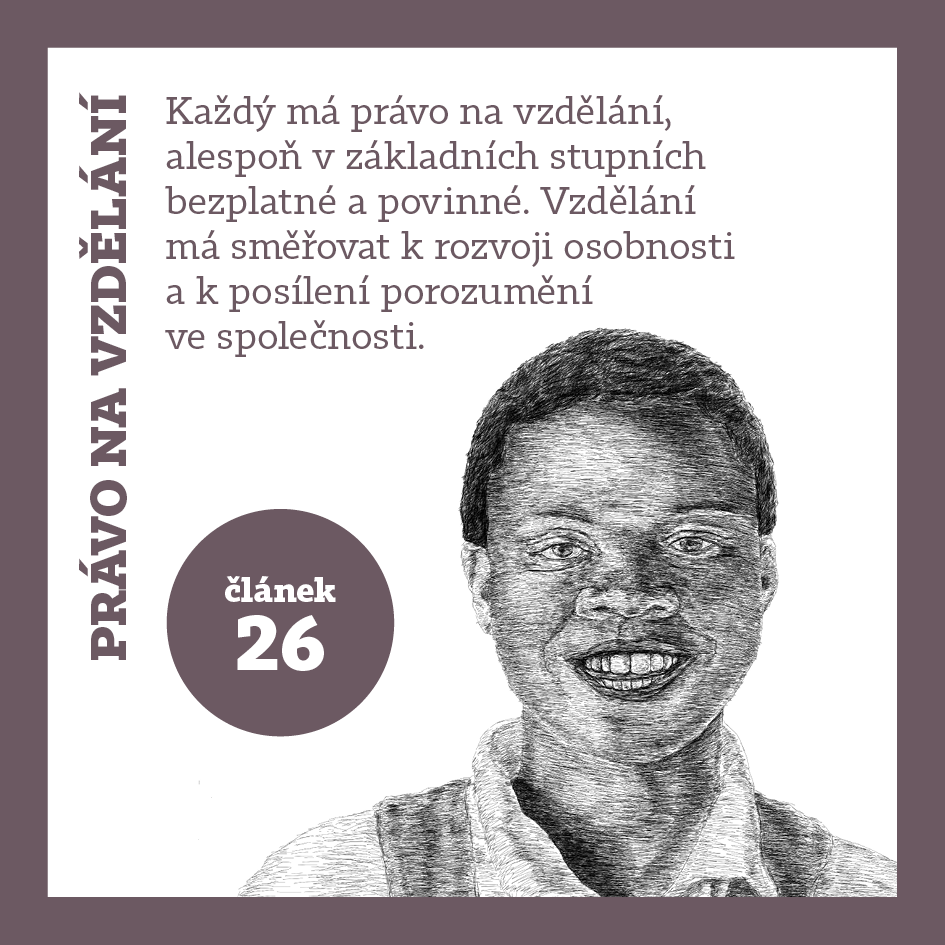 PRÁVO NA VZDĚLÁNÍ
Každý má právo na vzdělání,
alespoň v základních stupních
bezplatné a povinné. Vzdělání
má směřovat k rozvoji osobnosti
a k posílení porozumění
ve společnosti.
článek
26